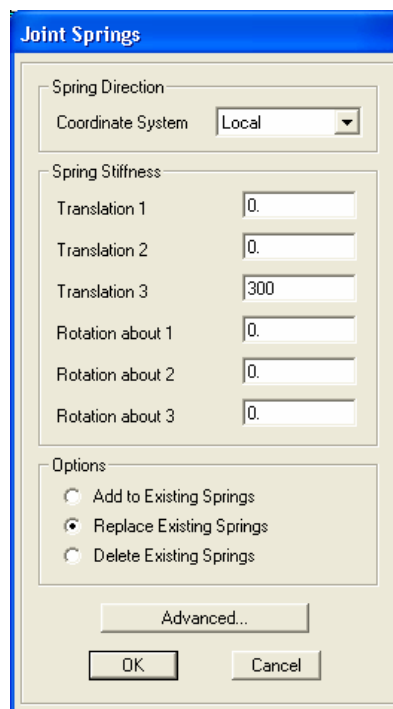 Joint Springs
Spring Direction
Coordinate System Local
Spring Stiffness
Translation 1 0.
Translation 2 0.
Translation 3 300
Rotation about 1 0.
Rotation about 2 0.
Rotation about 3 0.
Options
Add to Existing Springs
Replace Existing Springs
Delete Existing Springs
Advanced...
OK Cancel